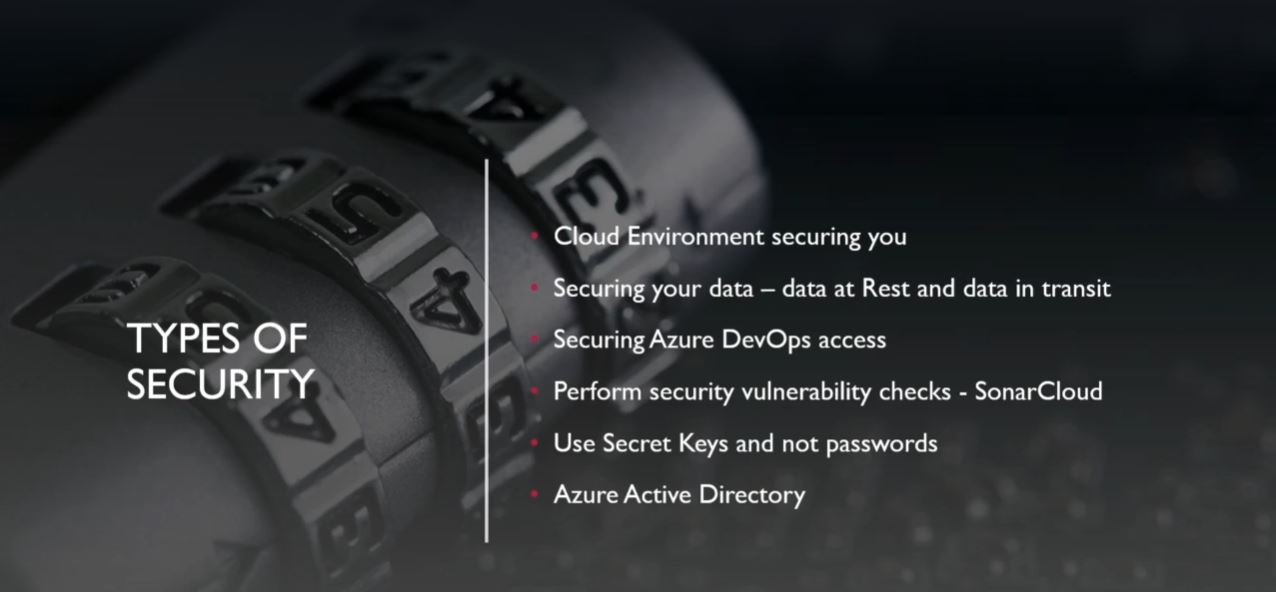 TYPES OF
SECURITY
• Cloud Environment securing you
• Securing your data – data at Rest and data in transit
• Securing Azure DevOps access
• Perform security vulnerability checks - SonarCloud
• Use Secret Keys and not passwords
• Azure Active Directory